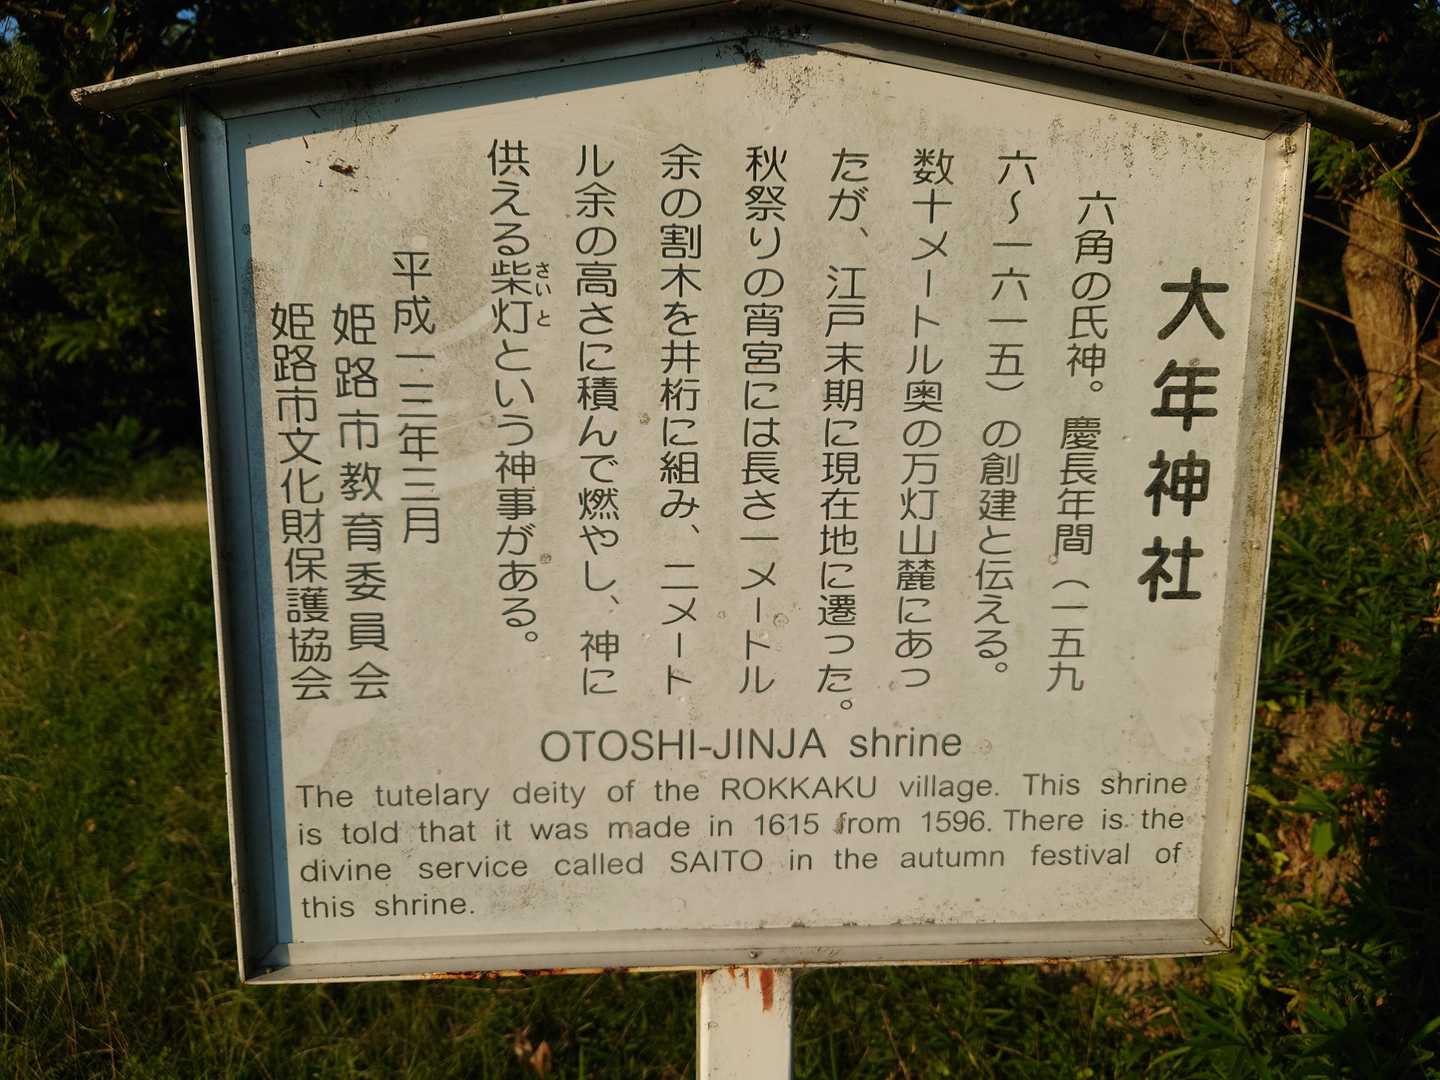 大年神社
六角の氏神。慶長年間（一五九
六〜一六一五）の創建と伝える。
数十メートル奥の万灯山麓にあっ
たが、江戸末期に現在地に遷った。
秋祭りの宵宮には長さ一メートル
余の割木を井桁に組み、二メート
ル余の高さに積んで燃やし、神に
供える柴灯という神事がある。
さいと
平成一三年三月
姫路市教育委員会
姫路市文化財保護協会
OTOSHI-JINJA shrine
The tutelary deity of the ROKKAKU village. This shrine
is told that it was made in 1615 from 1596. There is the
divine service called SAITO in the autumn festival of
this shrine.